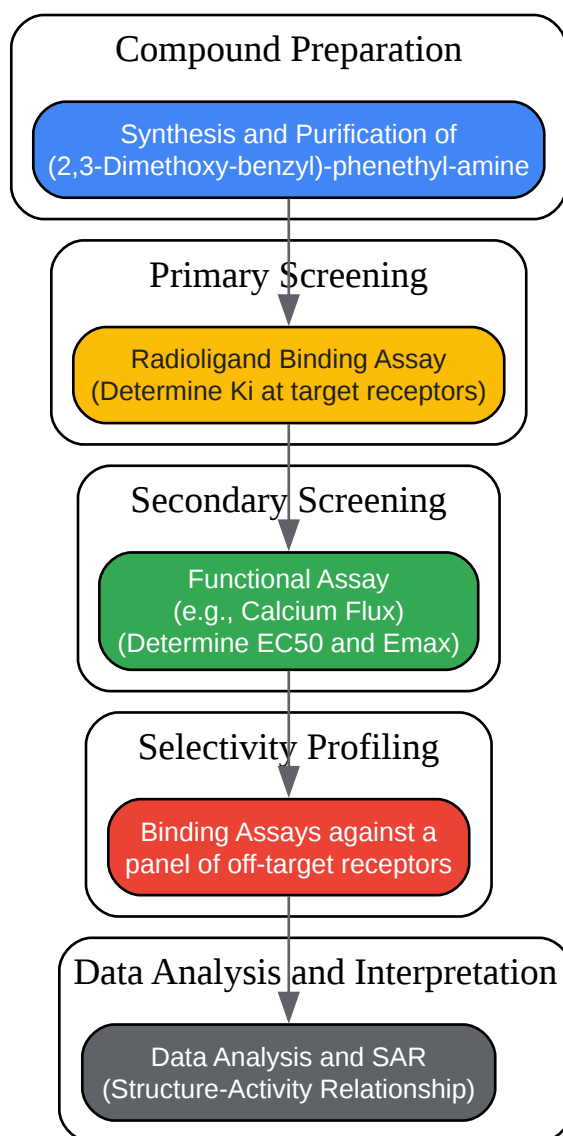 Compound Preparation
Synthesis and Purification of
(2,3-Dimethoxy-benzyl)-phenethyl-amine
Primary Screening
Radioligand Binding Assay
(Determine Ki at target receptors)
Secondary Screening
Functional Assay
(e.g., Calcium Flux)
(Determine EC50 and Emax)
Selectivity Profiling
Binding Assays against a
panel of off-target receptors
Data Analysis and Interpretation
Data Analysis and SAR
(Structure-Activity Relationship)